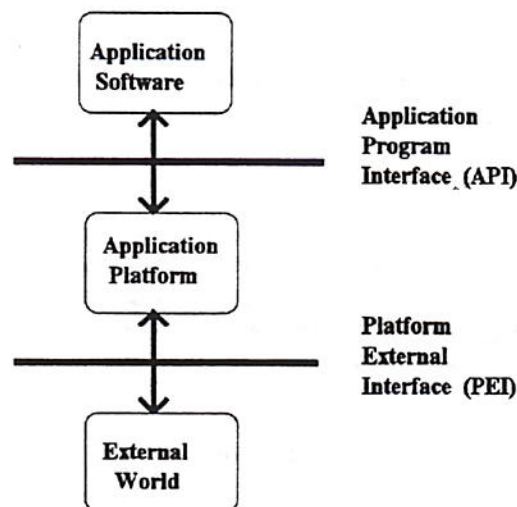 Application
Software
Application
Program
Interface (API)
Application
Platform
Platform
External
Interface (PEI)
External
World